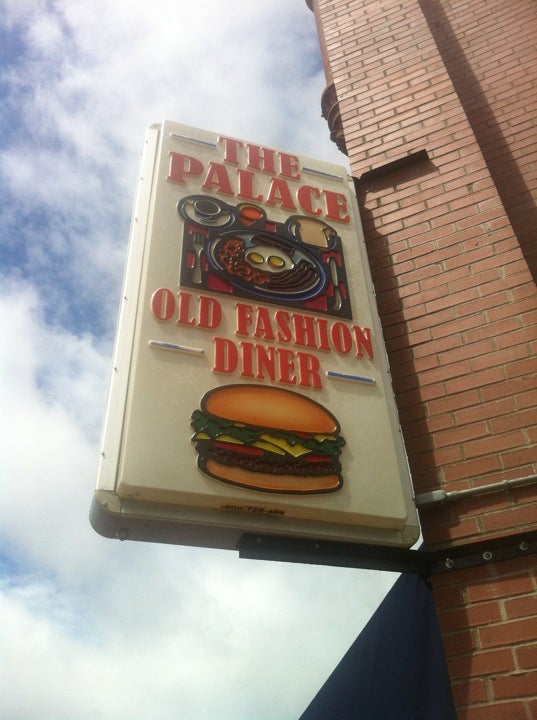 THE
PALACE
OLD FASHION
DINER